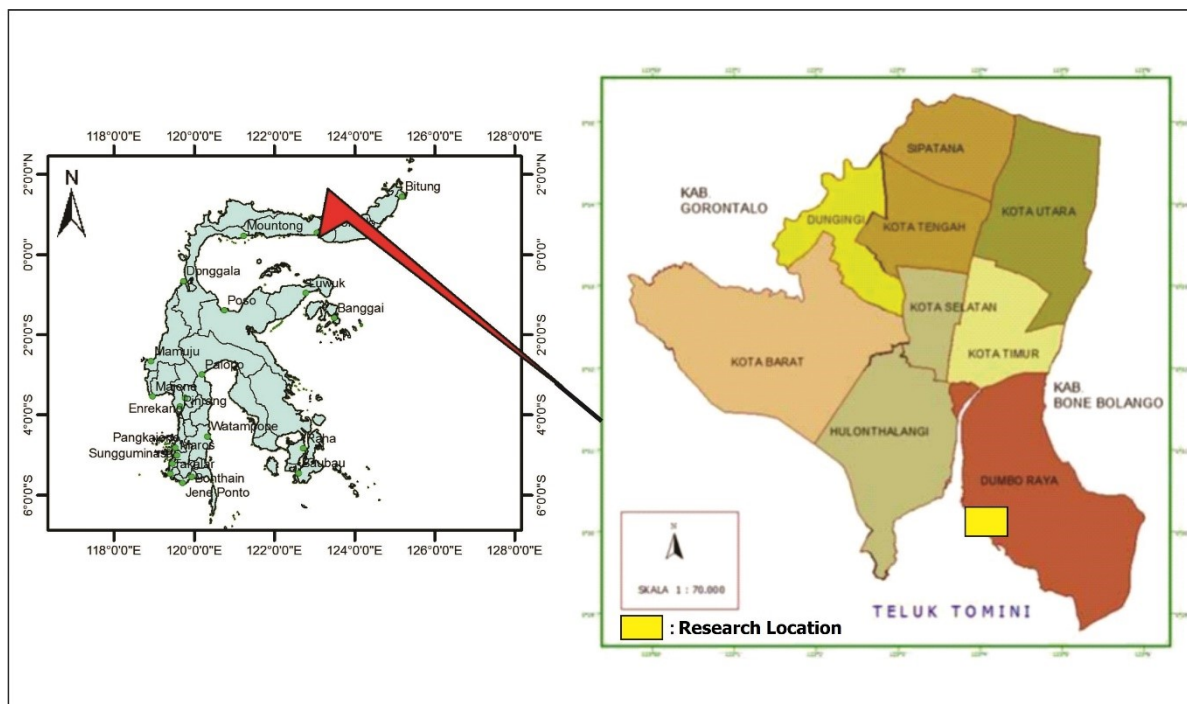 118°0'0"E 120°0'0"E 122°0'0"E 124°0'0"E 126°0'0"E 128°0'0"E
2°0'0"N
0°0'0"
2°0'0"S
4°0'0"S
6°0'0"S
N
Bitung
Mountong
Donggala
Luwuk
Poso
Banggai
Mamuju
Palopo
Majene
Pinrang
Enrekang
Watampone
Raha
Maros
Sungguminasa
Takalar
Baubau
Bonthain
Jene Ponto
118°0'0"E 120°0'0"E 122°0'0"E 124°0'0"E 126°0'0"E 128°0'0"E
2°0'0"N
0°0'0"
2°0'0"S
4°0'0"S
6°0'0"S
SIPATANA
KAB.
GORONTALO
DUNGINGI
KOTA UTARA
KOTA TENGAH
KOTA SELATAN
KOTA BARAT
KOTA TIMUR
KAB.
BONE BOLANGO
HULONTHALANGI
DUMBO RAYA
N
SKALA 1 : 70.000
TELUK TOMINI
: Research Location